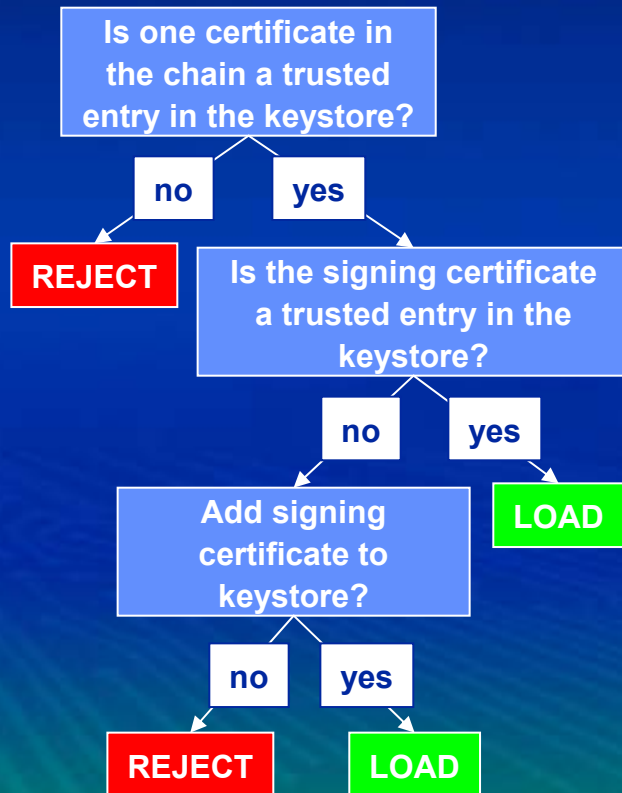 Is one certificate in
the chain a trusted
entry in the keystore?
no
yes
REJECT
Is the signing certificate
a trusted entry in the
keystore?
no
yes
LOAD
Add signing
certificate to
keystore?
no
yes
REJECT
LOAD